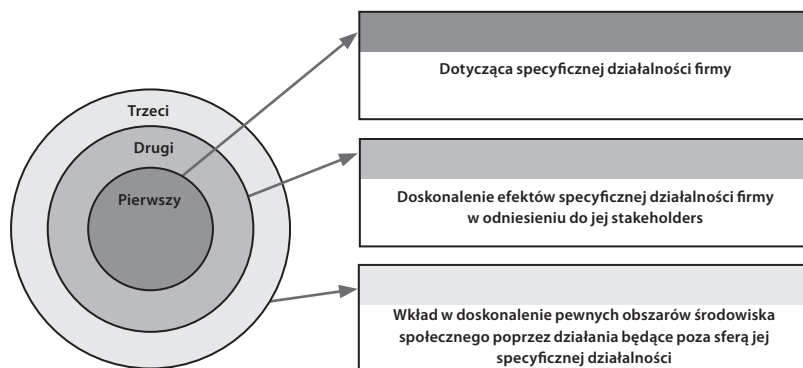 Trzeci
Drugi
Pierwszy
Dotycząca specyficznej działalności firmy
Doskonalenie efektów specyficznej działalności firmy
w odniesieniu do jej stakeholders
Wkład w doskonalenie pewnych obszarów środowiska
społecznego poprzez działania będące poza sferą jej
specyficznej działalności